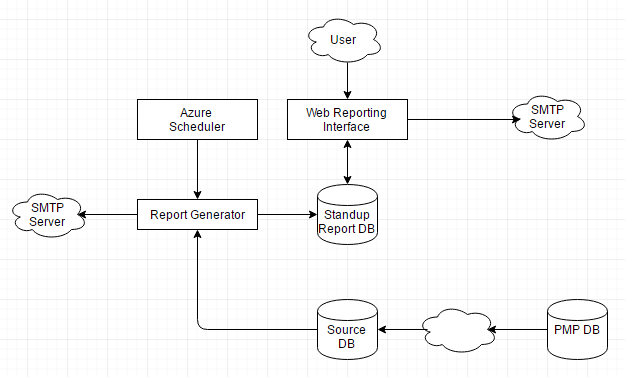 User
Azure
Scheduler
Web Reporting
Interface
SMTP
Server
SMTP
Server
Report Generator
Standup
Report DB
Source
DB
PMP DB